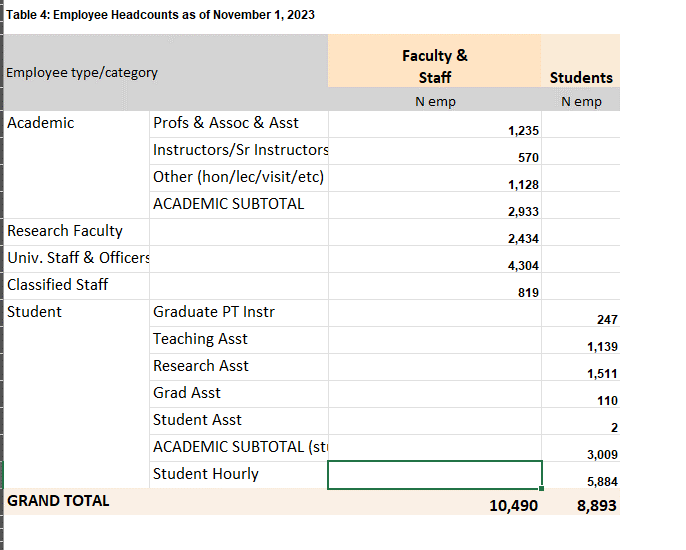 Table 4: Employee Headcounts as of November 1, 2023
Employee type/category Faculty & Staff Students
N emp N emp
Academic Profs & Assoc & Asst 1,235
Instructors/Sr Instructors 570
Other (hon/lec/visit/etc) 1,128
ACADEMIC SUBTOTAL 2,933
Research Faculty 2,434
Univ. Staff & Officers 4,304
Classified Staff 819
Student Graduate PT Instr 247
Teaching Asst 1,139
Research Asst 1,511
Grad Asst 110
Student Asst 2
ACADEMIC SUBTOTAL (stu 3,009
Student Hourly 5,884
GRAND TOTAL 10,490 8,893